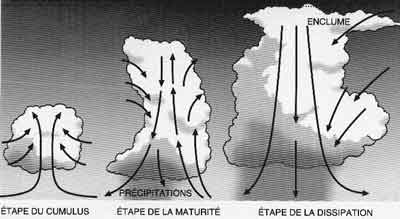 ENCLUME
PRÉCIPITATIONS
ÉTAPE DU CUMULUS
ÉTAPE DE LA MATURITÉ
ÉTAPE DE LA DISSIPATION